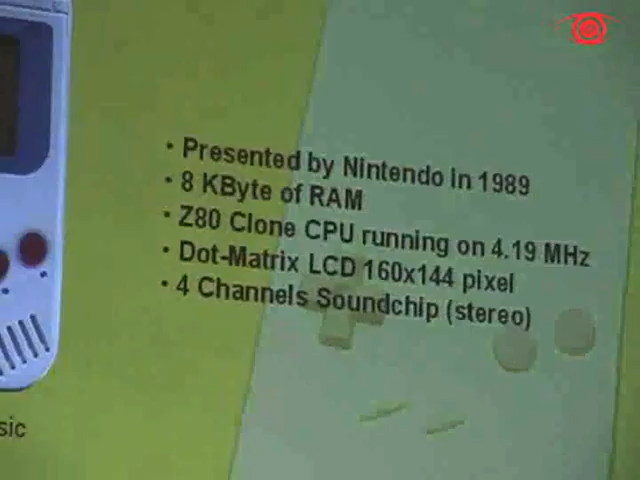 • Presented by Nintendo in 1989
• 8 KByte of RAM
• Z80 Clone CPU running on 4.19 MHz
• Dot-Matrix LCD 160x144 pixel
• 4 Channels Soundchip (stereo)
sic